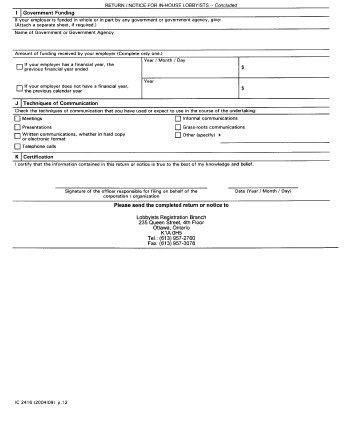 RETURN / NOTICE FOR IN-HOUSE LOBBYISTS – Concluded
I Government Funding
If your employer is funded in whole or in part by any government or government agency, give:
(Attach a separate sheet, if required.)
Name of Government or Government Agency
Amount of funding received by your employer (Complete only one.)
If your employer has a financial year, the
previous financial year ended
Year / Month / Day
$
If your employer does not have a financial year,
the previous calendar year
Year
$
J Techniques of Communication
Check the techniques of communication that you have used or expect to use in the course of the undertaking:
Meetings
Informal communications
Presentations
Grass-roots communications
Written communications, whether in hard copy
or electronic format
Other (specify)
Telephone calls
K Certification
I certify that the information contained in this return or notice is true to the best of my knowledge and belief.
Signature of the officer responsible for filing on behalf of the
corporation / organization
Date (Year / Month / Day)
Please send the completed return or notice to
Lobbyists Registration Branch
235 Queen Street, 4th Floor
Ottawa, Ontario
K1A 0H5
Tel.: (613) 957-2760
Fax: (613) 957-3078
IC 2416 (2004/09) p.12